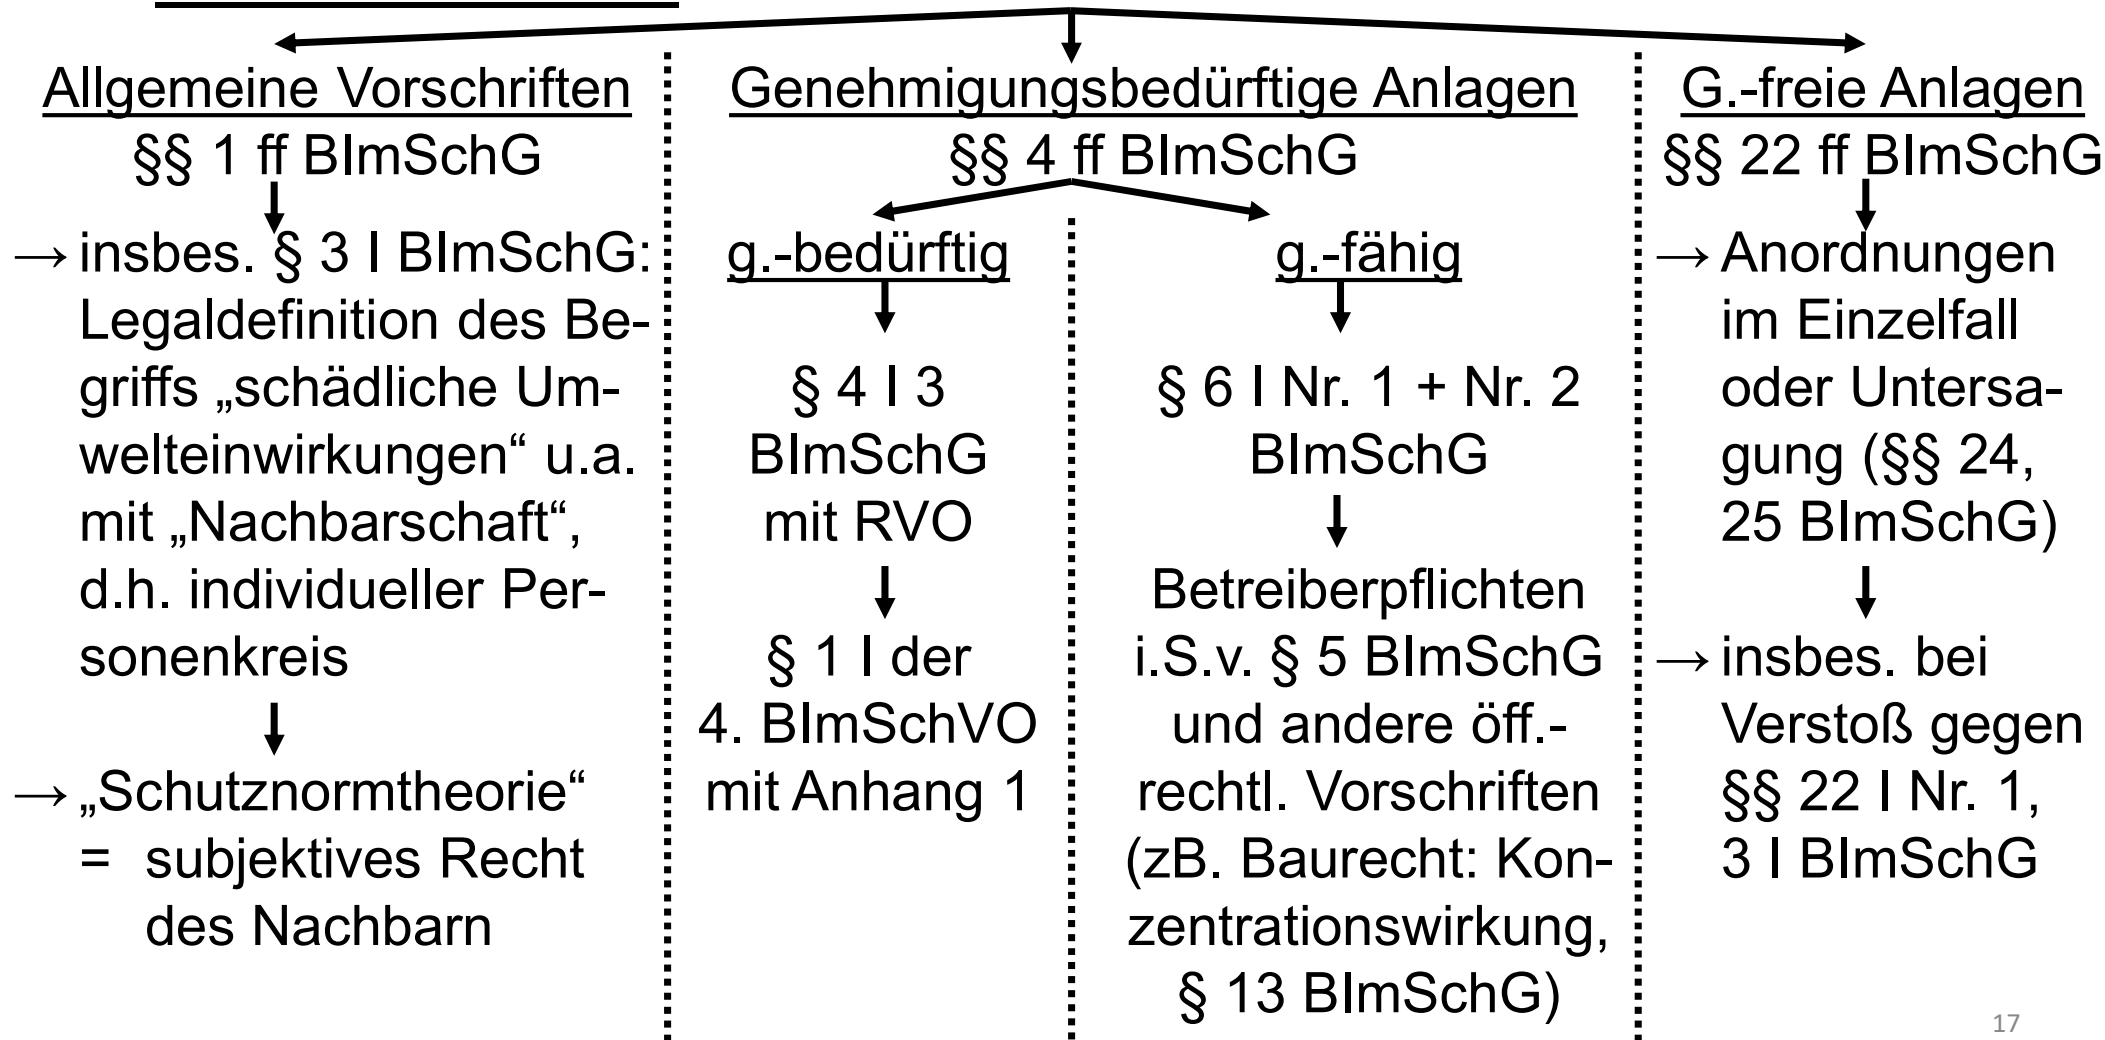 Allgemeine Vorschriften
§§ 1 ff BImSchG
→ insbes. § 3 I BImSchG:
Legaldefinition des Be-
griffs „schädliche Um-
welteinwirkungen“ u.a.
mit „Nachbarschaft“,
d.h. individueller Per-
sonenkreis
→ „Schutznormtheorie“
= subjektives Recht
des Nachbarn
Genehmigungsbedürftige Anlagen
§§ 4 ff BImSchG
g.-bedürftig
§ 4 I 3
BImSchG
mit RVO
§ 1 I der
4. BImSchVO
mit Anhang 1
g.-fähig
§ 6 I Nr. 1 + Nr. 2
BImSchG
Betreiberpflichten
i.S.v. § 5 BImSchG
und andere öff.-
rechtl. Vorschriften
(zB. Baurecht: Kon-
zentrationswirkung,
§ 13 BImSchG)
G.-freie Anlagen
§§ 22 ff BImSchG
→ Anordnungen
im Einzelfall
oder Untersa-
gung (§§ 24,
25 BImSchG)
→ insbes. bei
Verstoß gegen
§§ 22 I Nr. 1,
3 I BImSchG
17